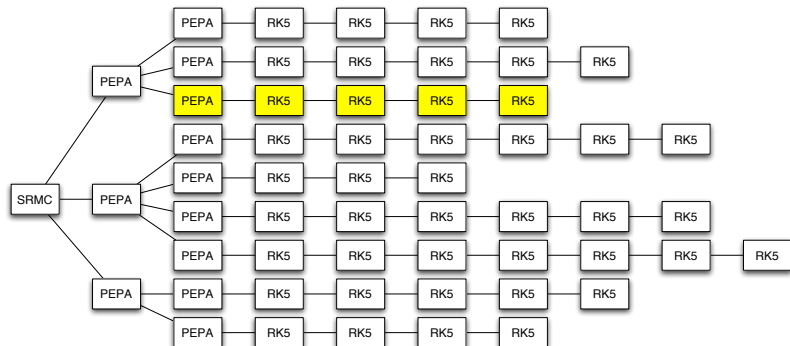 PEPA RK5 RK5 RK5 RK5
PEPA RK5 RK5 RK5 RK5 RK5
PEPA
PEPA RK5 RK5 RK5 RK5
PEPA RK5 RK5 RK5 RK5 RK5 RK5
PEPA RK5 RK5 RK5
SRMC PEPA
PEPA RK5 RK5 RK5 RK5 RK5 RK5
PEPA RK5 RK5 RK5 RK5 RK5 RK5 RK5
PEPA PEPA RK5 RK5 RK5 RK5 RK5
PEPA RK5 RK5 RK5 RK5